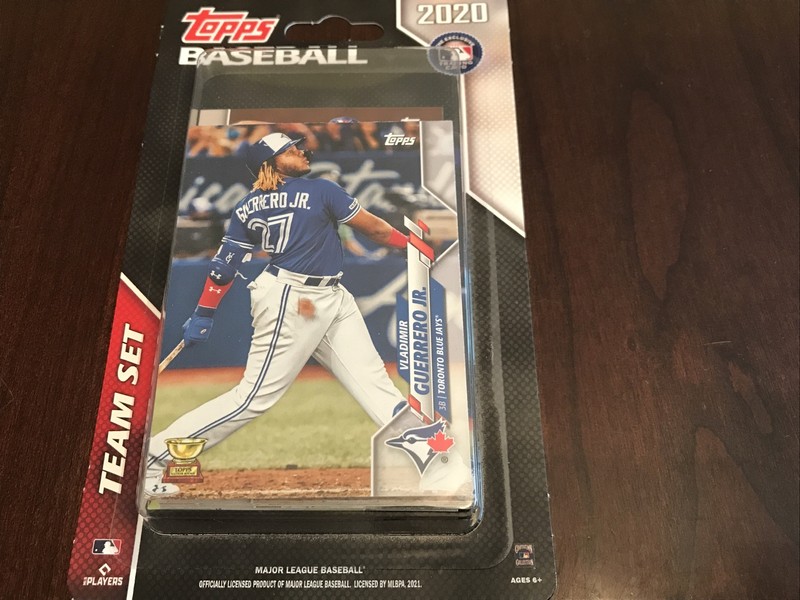 Topps
2020
BASEBALL
Topps
GUERRERO JR.
27
VLADIMIR
GUERRERO JR.
3B | TORONTO BLUE JAYS®
TEAM SET
TOPPS
®
PLAYERS
MAJOR LEAGUE BASEBALL®
OFFICIALLY LICENSED PRODUCT OF MAJOR LEAGUE BASEBALL. LICENSED BY MLBPA. 2021.
AGES 6+